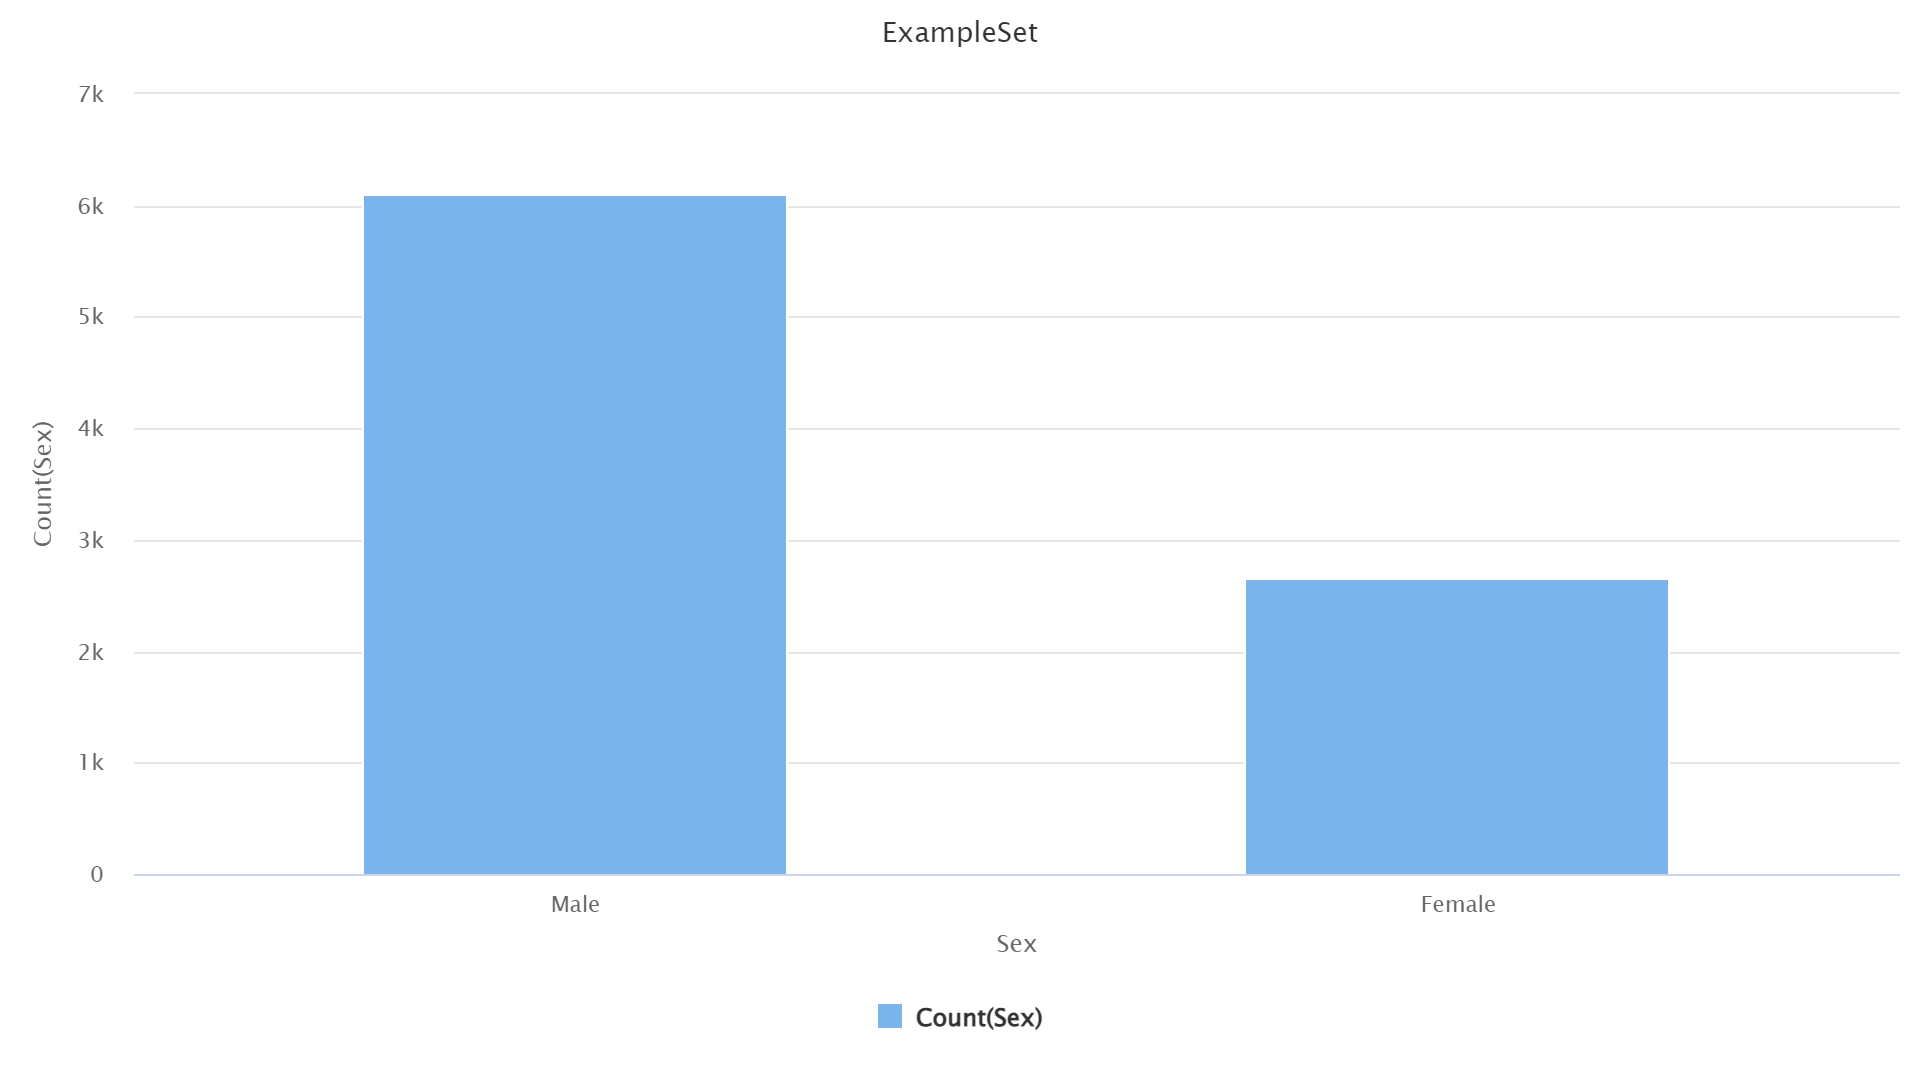 ExampleSet
7k
6k
5k
4k
3k
2k
1k
0
Count(Sex)
Male
Female
Sex
Count(Sex)